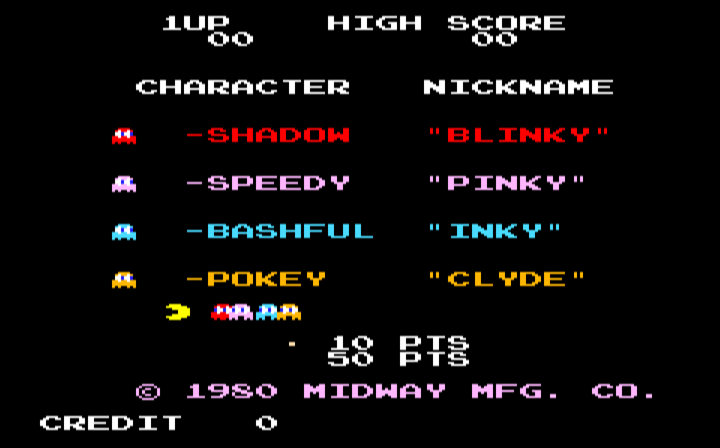 1UP HIGH SCORE
00 00
CHARACTER NICKNAME
-SHADOW "BLINKY"
-SPEEDY "PINKY"
-BASHFUL "INKY"
-POKEY "CLYDE"
10 PTS
50 PTS
© 1980 MIDWAY MFG. CO.
CREDIT 0